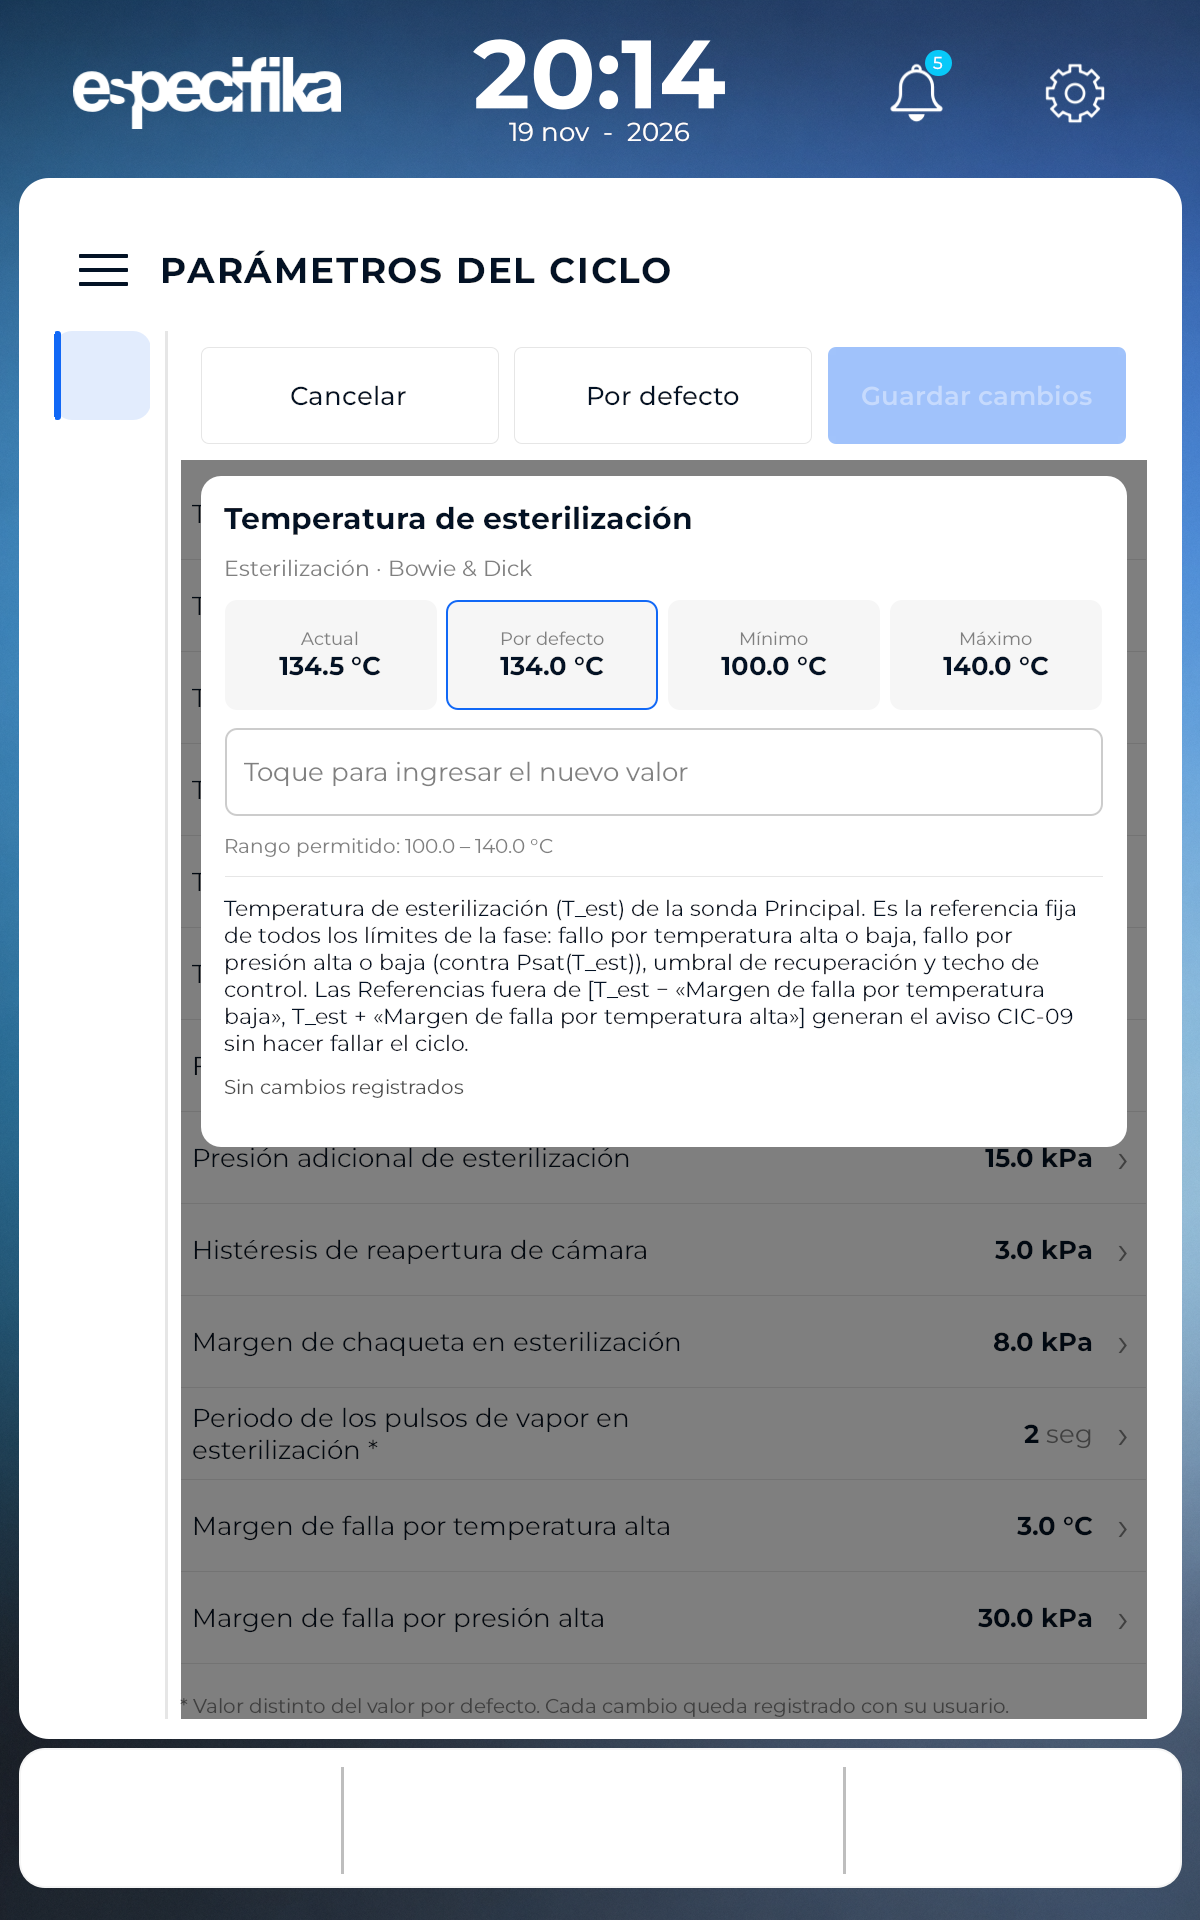 especifika
20:14
19 nov - 2026
5
PARÁMETROS DEL CICLO
Cancelar
Por defecto
Guardar cambios
Temperatura de esterilización
Esterilización · Bowie & Dick
Actual
134.5 °C
Por defecto
134.0 °C
Mínimo
100.0 °C
Máximo
140.0 °C
Toque para ingresar el nuevo valor
Rango permitido: 100.0 – 140.0 °C
Temperatura de esterilización (T_est) de la sonda Principal. Es la referencia fija
de todos los límites de la fase: fallo por temperatura alta o baja, fallo por
presión alta o baja (contra Psat(T_est)), umbral de recuperación y techo de
control. Las Referencias fuera de [T_est − «Margen de falla por temperatura
baja», T_est + «Margen de falla por temperatura alta»] generan el aviso CIC-09
sin hacer fallar el ciclo.
Sin cambios registrados
Presión adicional de esterilización
15.0 kPa
Histéresis de reapertura de cámara
3.0 kPa
Margen de chaqueta en esterilización
8.0 kPa
Periodo de los pulsos de vapor en
esterilización *
2 seg
Margen de falla por temperatura alta
3.0 °C
Margen de falla por presión alta
30.0 kPa
* Valor distinto del valor por defecto. Cada cambio queda registrado con su usuario.